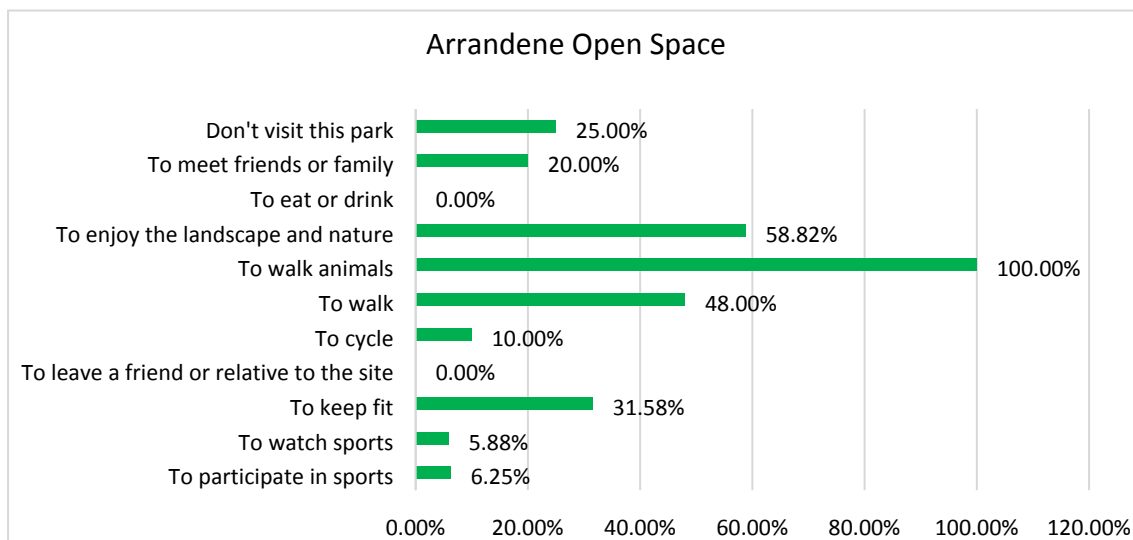 Arrandene Open Space
Don't visit this park 25.00%
To meet friends or family 20.00%
To eat or drink 0.00%
To enjoy the landscape and nature 58.82%
To walk animals 100.00%
To walk 48.00%
To cycle 10.00%
To leave a friend or relative to the site 0.00%
To keep fit 31.58%
To watch sports 5.88%
To participate in sports 6.25%
0.00% 20.00% 40.00% 60.00% 80.00% 100.00% 120.00%